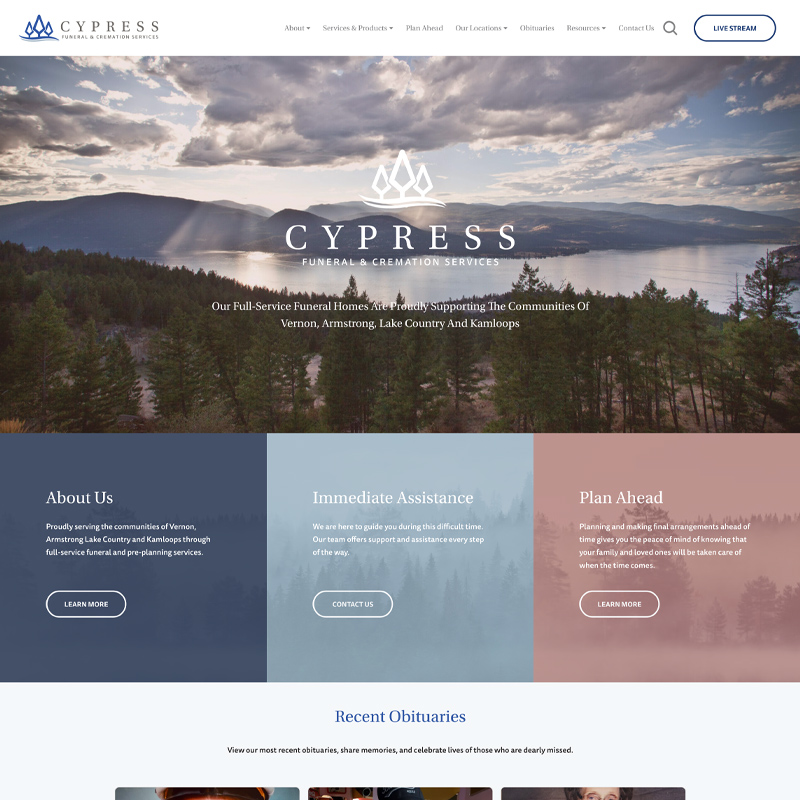 CYPRESS
FUNERAL & CREMATION SERVICES
About
Services & Products
Plan Ahead
Our Locations
Obituaries
Resources
Contact Us
LIVE STREAM
CYPRESS
FUNERAL & CREMATION SERVICES
Our Full-Service Funeral Homes Are Proudly Supporting The Communities Of
Vernon, Armstrong, Lake Country And Kamloops
About Us
Proudly serving the communities of Vernon,
Armstrong Lake Country and Kamloops through
full-service funeral and pre-planning services.
LEARN MORE
Immediate Assistance
We are here to guide you during this difficult time.
Our team offers support and assistance every step
of the way.
CONTACT US
Plan Ahead
Planning and making final arrangements ahead of
time gives you the peace of mind of knowing that
your family and loved ones will be taken care of
when the time comes.
LEARN MORE
Recent Obituaries
View our most recent obituaries, share memories, and celebrate lives of those who are dearly missed.